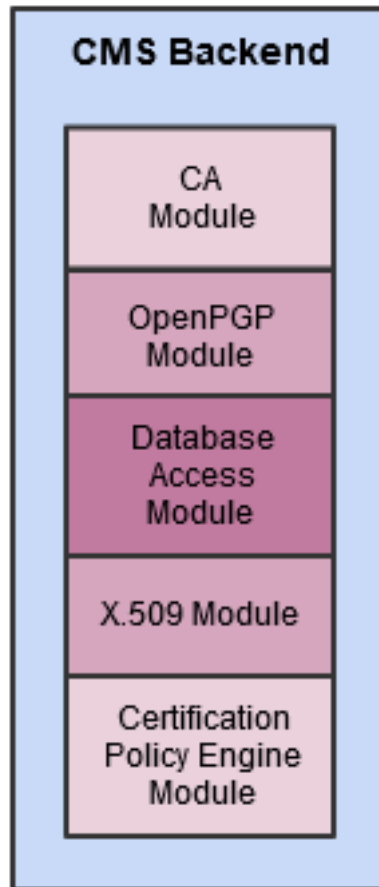 CMS Backend
CA
Module
OpenPGP
Module
Database
Access
Module
X.509 Module
Certification
Policy Engine
Module